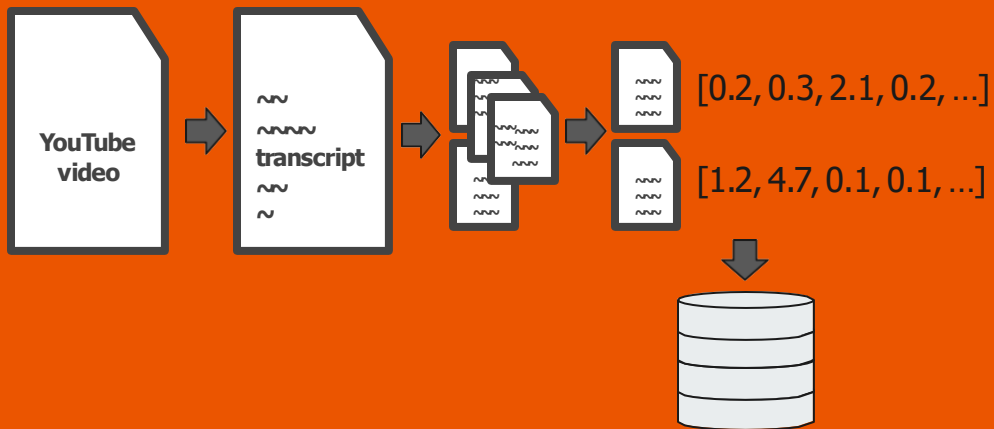 YouTube
video
transcript
[0.2, 0.3, 2.1, 0.2, ...]
[1.2, 4.7, 0.1, 0.1, ...]